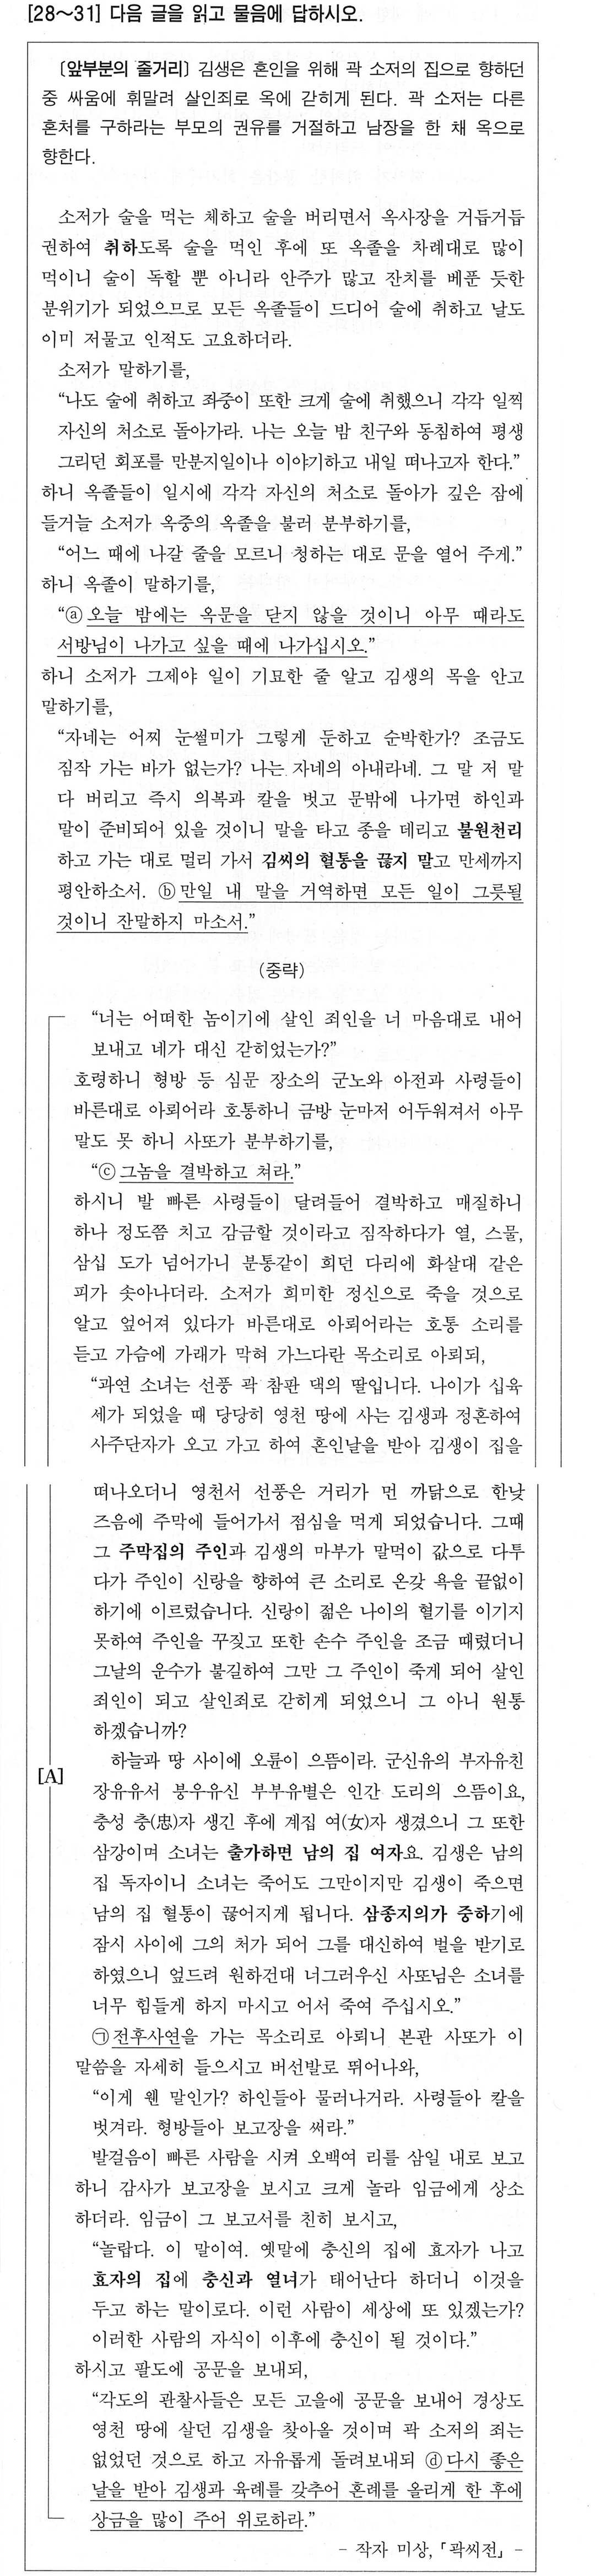 [28~31] 다음 글을 읽고 물음에 답하시오.
〔앞부분의 줄거리〕 김생은 혼인을 위해 곽 소저의 집으로 향하던
중 싸움에 휘말려 살인죄로 옥에 갇히게 된다. 곽 소저는 다른
혼처를 구하라는 부모의 권유를 거절하고 남장을 한 채 옥으로
향한다.
소저가 술을 먹는 체하고 술을 버리면서 옥사장을 거듭거듭
권하여 취하도록 술을 먹인 후에 또 옥졸을 차례대로 많이
먹이니 술이 독할 뿐 아니라 안주가 많고 잔치를 베푼 듯한
분위기가 되었으므로 모든 옥졸들이 드디어 술에 취하고 날도
이미 저물고 인적도 고요하더라.
소저가 말하기를,
“나도 술에 취하고 좌중이 또한 크게 술에 취했으니 각각 일찍
자신의 처소로 돌아가라. 나는 오늘 밤 친구와 동침하여 평생
그리던 회포를 만분지일이나 이야기하고 내일 떠나고자 한다.”
하니 옥졸들이 일시에 각각 자신의 처소로 돌아가 깊은 잠에
들거늘 소저가 옥중의 옥졸을 불러 분부하기를,
“어느 때에 나갈 줄을 모르니 청하는 대로 문을 열어 주게.”
하니 옥졸이 말하기를,
“ⓐ오늘 밤에는 옥문을 닫지 않을 것이니 아무 때라도
서방님이 나가고 싶을 때에 나가십시오.”
하니 소저가 그제야 일이 기묘한 줄 알고 김생의 목을 안고
말하기를,
“자네는 어찌 눈썰미가 그렇게 둔하고 순박한가? 조금도
짐작 가는 바가 없는가? 나는 자네의 아내라네. 그 말 저 말
다 버리고 즉시 의복과 칼을 벗고 문밖에 나가면 하인과
말이 준비되어 있을 것이니 말을 타고 종을 데리고 불원천리
하고 가는 대로 멀리 가서 김씨의 혈통을 끊지 말고 만세까지
평안하소서. ⓑ만일 내 말을 거역하면 모든 일이 그릇될
것이니 잔말하지 마소서.”
(중략)
“너는 어떠한 놈이기에 살인 죄인을 너 마음대로 내어
보내고 네가 대신 갇히었는가?”
호령하니 형방 등 심문 장소의 군노와 아전과 사령들이
바른대로 아뢰어라 호통하니 금방 눈마저 어두워져서 아무
말도 못 하니 사또가 분부하기를,
“ⓒ그놈을 결박하고 쳐라.”
하시니 발 빠른 사령들이 달려들어 결박하고 매질하니
하나 정도쯤 치고 감금할 것이라고 짐작하다가 열, 스물,
삼십 도가 넘어가니 분통같이 희던 다리에 화살대 같은
피가 솟아나더라. 소저가 희미한 정신으로 죽을 것으로
알고 엎어져 있다가 바른대로 아뢰어라는 호통 소리를
듣고 가슴에 가래가 막혀 가느다란 목소리로 아뢰되,
“과연 소녀는 선풍 곽 참판 댁의 딸입니다. 나이가 십육
세가 되었을 때 당당히 영천 땅에 사는 김생과 정혼하여
사주단자가 오고 가고 하여 혼인날을 받아 김생이 집을
떠나오더니 영천서 선풍은 거리가 먼 까닭으로 한낮
즈음에 주막에 들어가서 점심을 먹게 되었습니다. 그때
그 주막집의 주인과 김생의 마부가 말먹이 값으로 다투
다가 주인이 신랑을 향하여 큰 소리로 온갖 욕을 끝없이
하기에 이르렀습니다. 신랑이 젊은 나이의 혈기를 이기지
못하여 주인을 꾸짖고 또한 손수 주인을 조금 때렸더니
그날의 운수가 불길하여 그만 그 주인이 죽게 되어 살인
죄인이 되고 살인죄로 갇히게 되었으니 그 아니 원통
하겠습니까?
하늘과 땅 사이에 오륜이 으뜸이라. 군신유의 부자유친
[A]
장유유서 붕우유신 부부유별은 인간 도리의 으뜸이요,
충성 충(忠)자 생긴 후에 계집 여(女)자 생겼으니 그 또한
삼강이며 소녀는 출가하면 남의 집 여자요. 김생은 남의
집 독자이니 소녀는 죽어도 그만이지만 김생이 죽으면
남의 집 혈통이 끊어지게 됩니다. 삼종지의가 중하기에
잠시 사이에 그의 처가 되어 그를 대신하여 벌을 받기로
하였으니 엎드려 원하건대 너그러우신 사또님은 소녀를
너무 힘들게 하지 마시고 어서 죽여 주십시오.”
㉠전후사연을 가는 목소리로 아뢰니 본관 사또가 이
말씀을 자세히 들으시고 버선발로 뛰어나와,
“이게 웬 말인가? 하인들아 물러나거라. 사령들아 칼을
벗겨라. 형방들아 보고장을 써라.”
발걸음이 빠른 사람을 시켜 오백여 리를 삼일 내로 보고
하니 감사가 보고장을 보시고 크게 놀라 임금에게 상소
하더라. 임금이 그 보고서를 친히 보시고,
“놀랍다. 이 말이여. 옛말에 충신의 집에 효자가 나고
효자의 집에 충신과 열녀가 태어난다 하더니 이것을
두고 하는 말이로다. 이런 사람이 세상에 또 있겠는가?
이러한 사람의 자식이 이후에 충신이 될 것이다.”
하시고 팔도에 공문을 보내되,
“각도의 관찰사들은 모든 고을에 공문을 보내어 경상도
영천 땅에 살던 김생을 찾아올 것이며 곽 소저의 죄는
없었던 것으로 하고 자유롭게 돌려보내되 ⓓ다시 좋은
날을 받아 김생과 육례를 갖추어 혼례를 올리게 한 후에
상금을 많이 주어 위로하라.”
- 작자 미상, 「곽씨전」 -